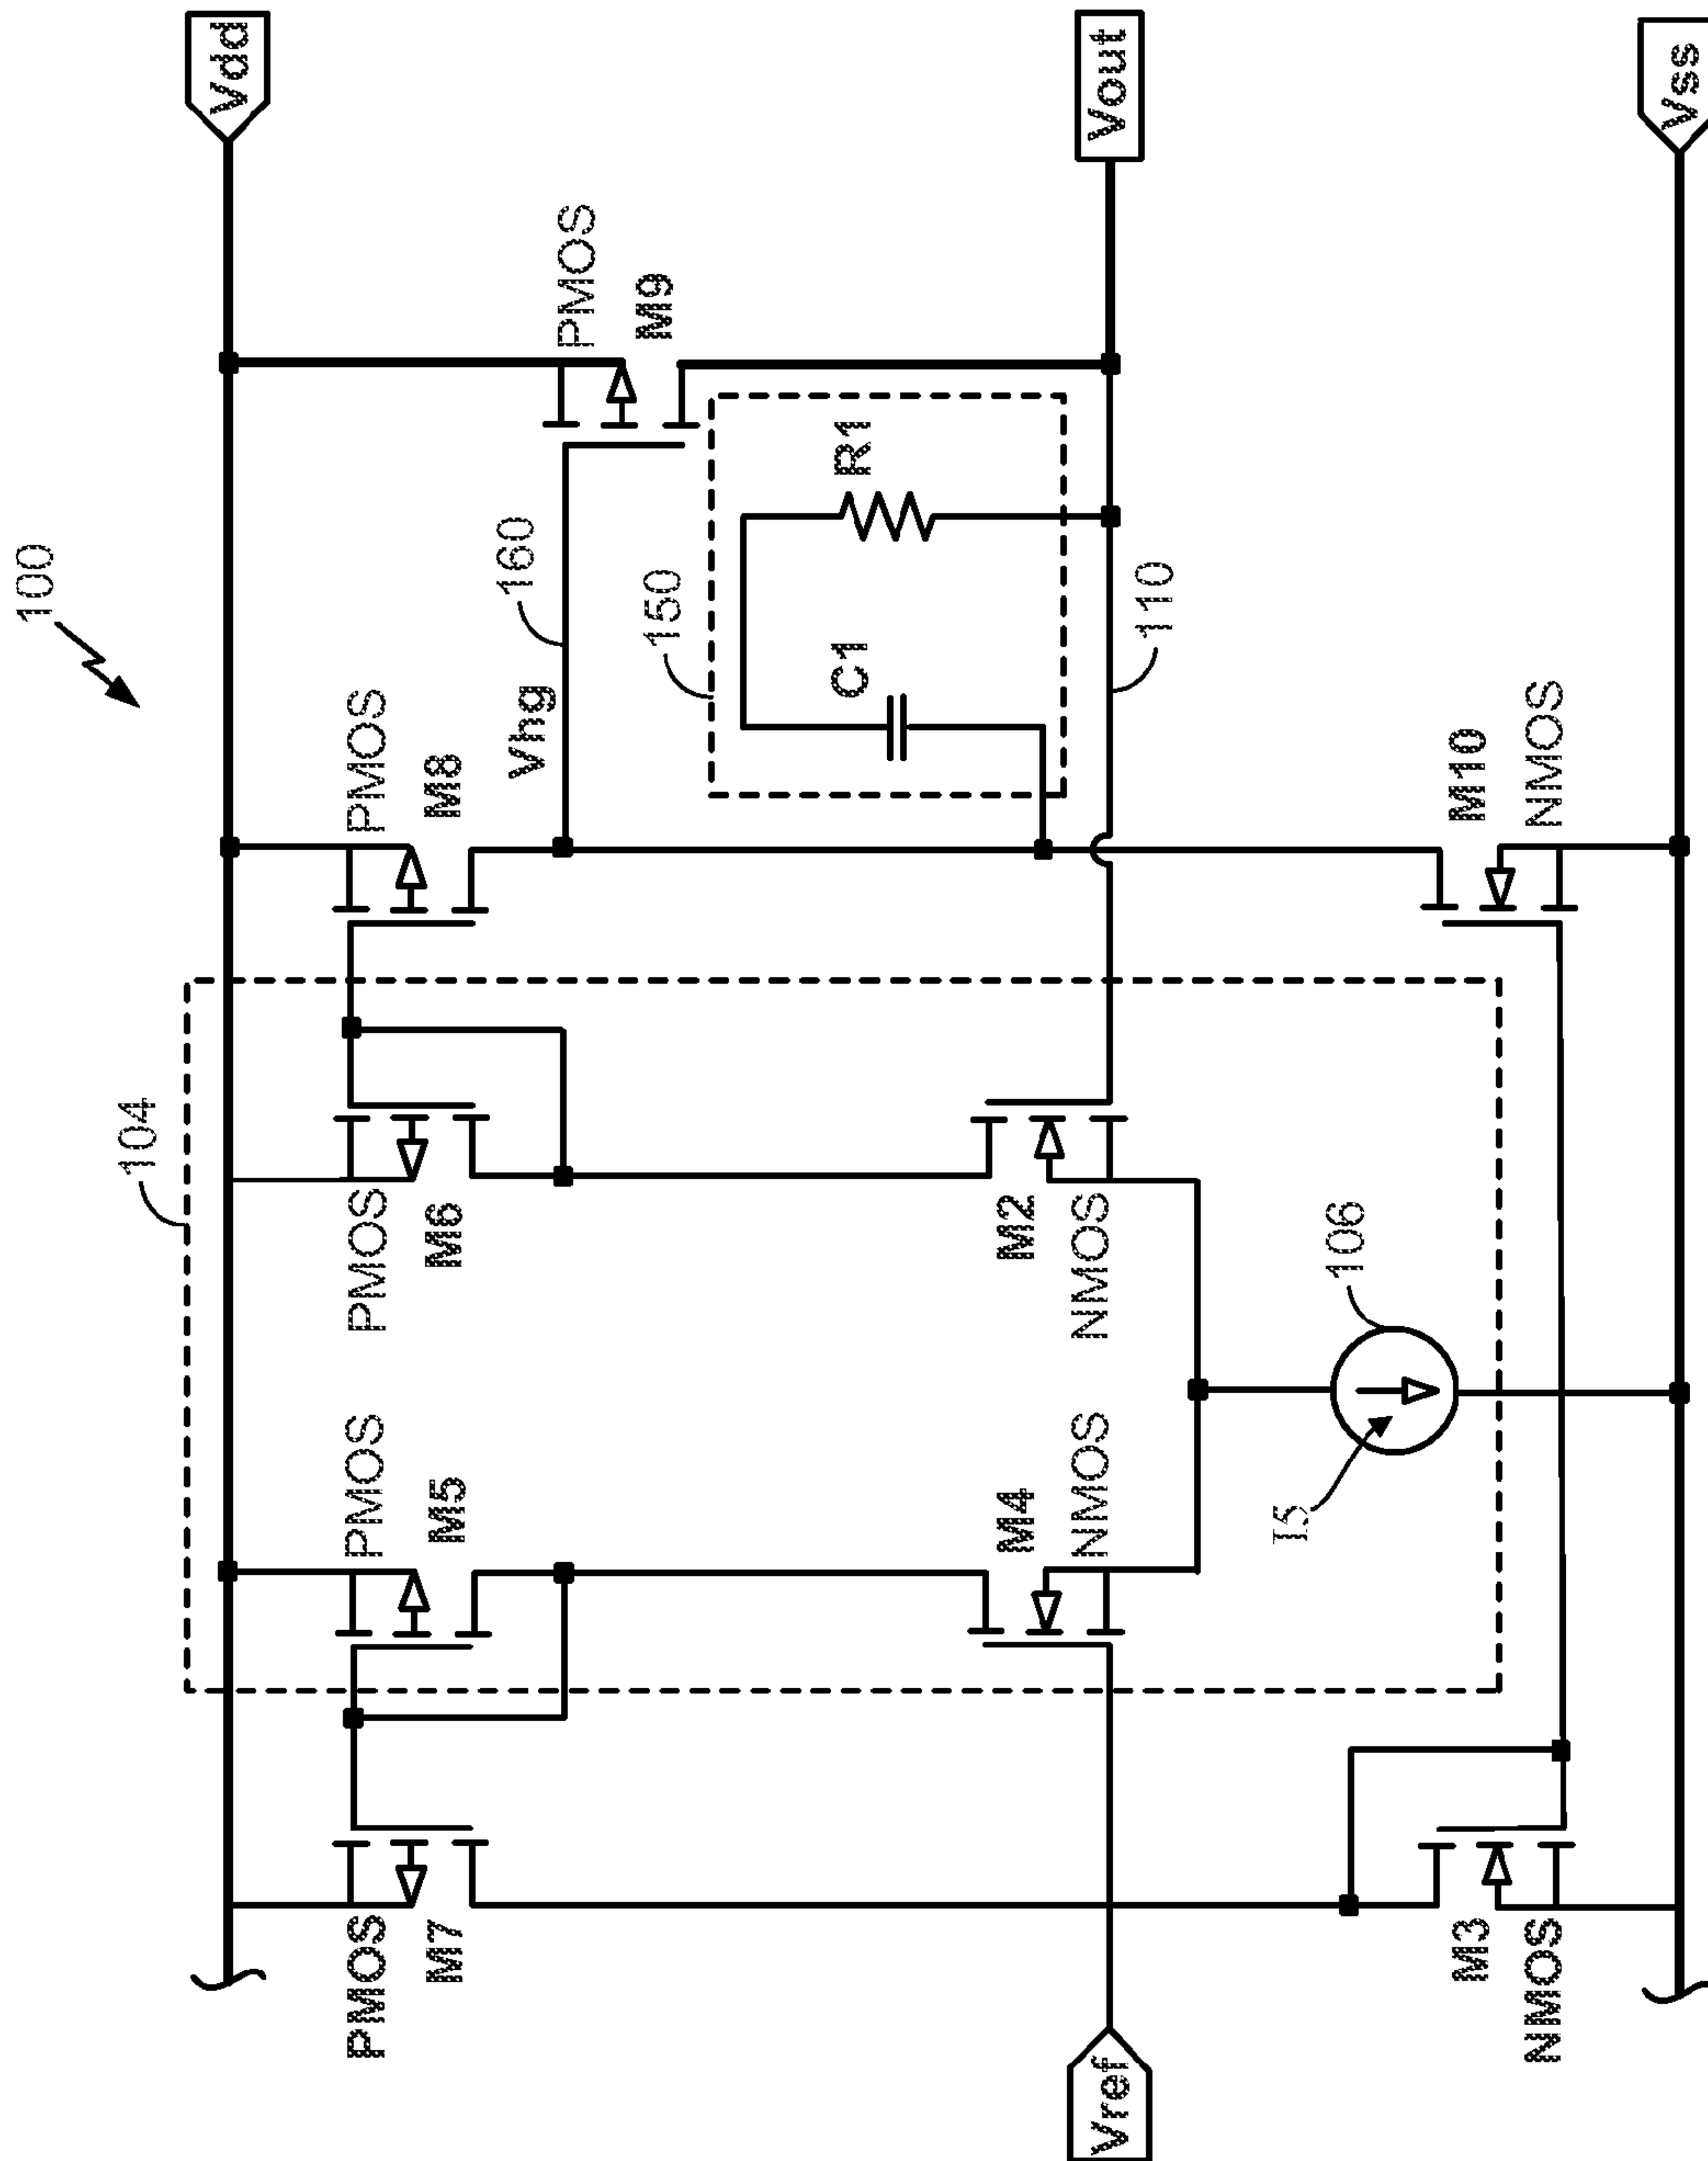 100
104
Vdd
PMOS
M7
PMOS
M5
PMOS
M6
PMOS
M8
160
Vhg
PMOS
M9
150
C1
R1
M4
NMOS
M2
NMOS
Vref
Vout
110
I5
106
M3
NMOS
M10
NMOS
Vss